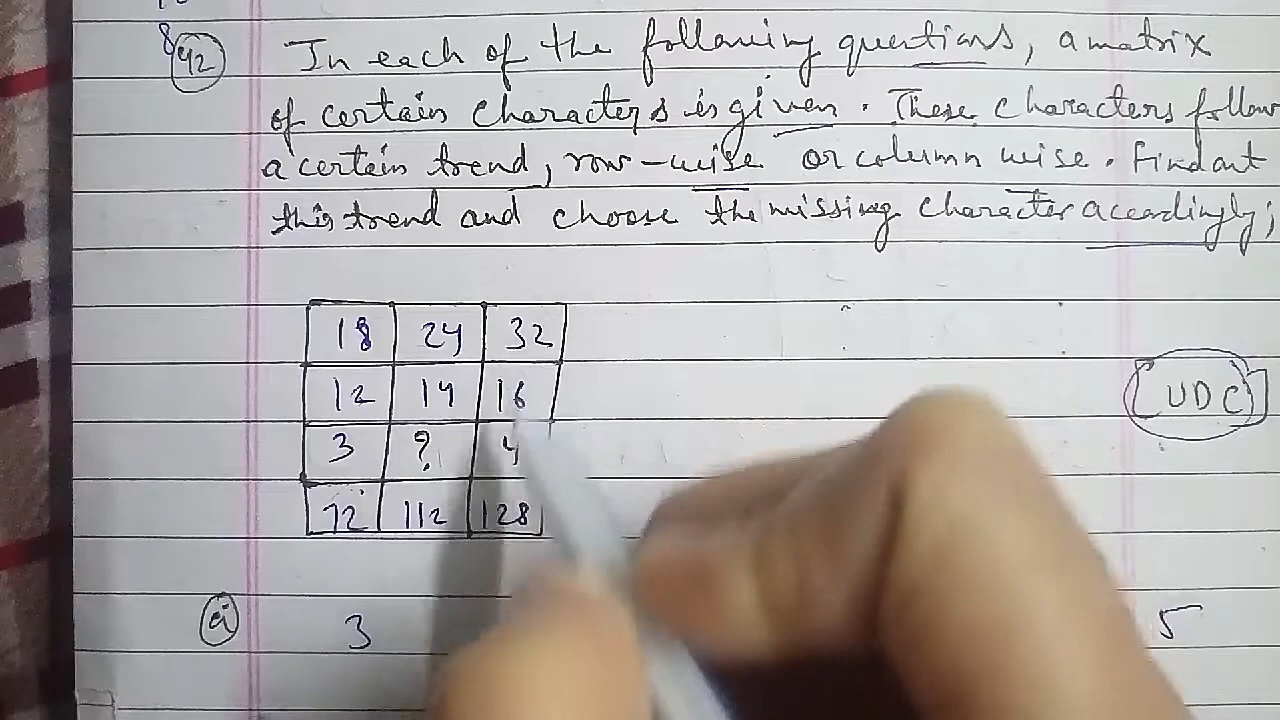 8
42 In each of the following questions, a matrix
of certain characters is given. These characters follow
a certain trend, row-wise or column wise. Find out
this trend and choose the missing character accordingly;
18 24 32
12 14 16
3 ? 4
72 112 128
UDC
a 3 5